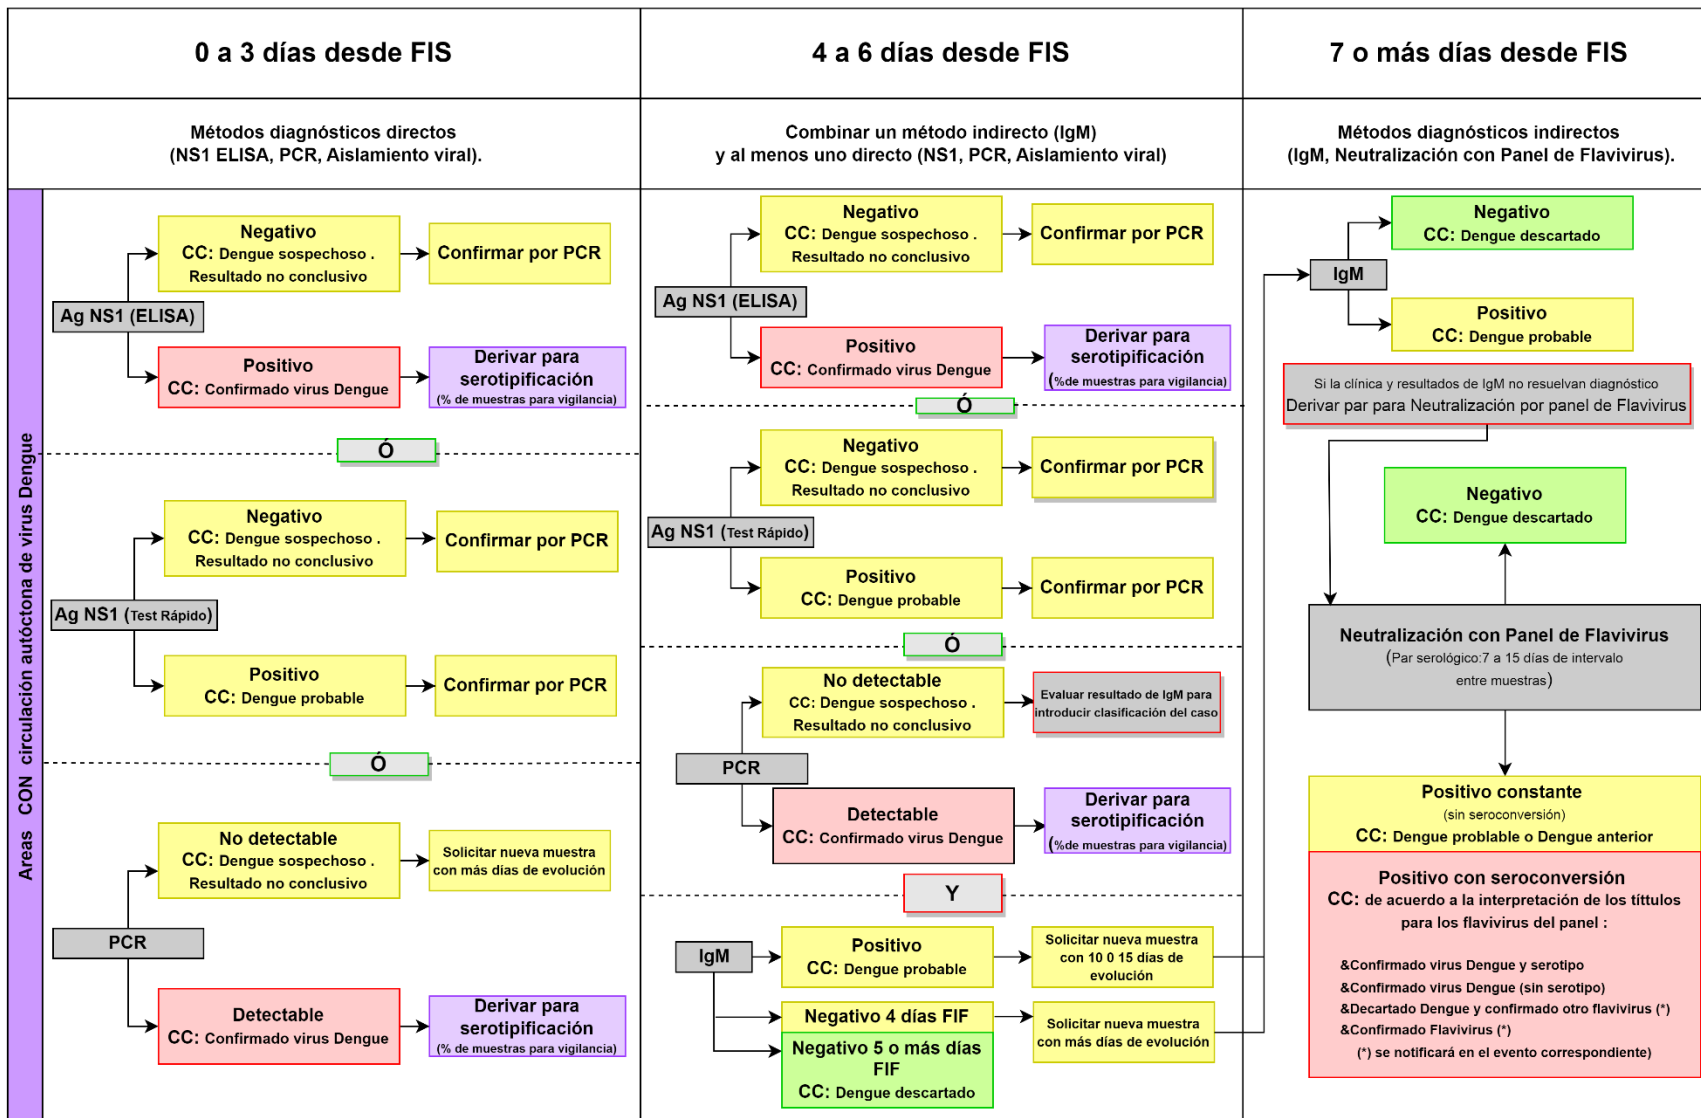 0 a 3 días desde FIS
4 a 6 días desde FIS
7 o más días desde FIS
Métodos diagnósticos directos
(NS1 ELISA, PCR, Aislamiento viral).
Combinar un método indirecto (IgM)
y al menos uno directo (NS1, PCR, Aislamiento viral)
Métodos diagnósticos indirectos
(IgM, Neutralización con Panel de Flavivirus).
Areas CON circulación autóctona de virus Dengue
Ag NS1 (ELISA)
Negativo
CC: Dengue sospechoso .
Resultado no conclusivo
Confirmar por PCR
Positivo
CC: Confirmado virus Dengue
Derivar para
serotipificación
(% de muestras para vigilancia)
Ó
Ag NS1 (Test Rápido)
Negativo
CC: Dengue sospechoso .
Resultado no conclusivo
Confirmar por PCR
Positivo
CC: Dengue probable
Confirmar por PCR
Ó
PCR
No detectable
CC: Dengue sospechoso .
Resultado no conclusivo
Solicitar nueva muestra
con más días de evolución
Detectable
CC: Confirmado virus Dengue
Derivar para
serotipificación
(% de muestras para vigilancia)
Ag NS1 (ELISA)
Negativo
CC: Dengue sospechoso .
Resultado no conclusivo
Confirmar por PCR
Positivo
CC: Confirmado virus Dengue
Derivar para
serotipificación
(%de muestras para vigilancia)
Ó
Ag NS1 (Test Rápido)
Negativo
CC: Dengue sospechoso .
Resultado no conclusivo
Confirmar por PCR
Positivo
CC: Dengue probable
Confirmar por PCR
Ó
PCR
No detectable
CC: Dengue sospechoso .
Resultado no conclusivo
Evaluar resultado de IgM para
introducir clasificación del caso
Detectable
CC: Confirmado virus Dengue
Derivar para
serotipificación
(%de muestras para vigilancia)
Y
IgM
Positivo
CC: Dengue probable
Solicitar nueva muestra
con 10 0 15 días de
evolución
Negativo 4 días FIF
Solicitar nueva muestra
con más días de evolución
Negativo 5 o más días
FIF
CC: Dengue descartado
IgM
Negativo
CC: Dengue descartado
Positivo
CC: Dengue probable
Si la clínica y resultados de IgM no resuelvan diagnóstico
Derivar par para Neutralización por panel de Flavivirus
Negativo
CC: Dengue descartado
Neutralización con Panel de Flavivirus
(Par serológico:7 a 15 días de intervalo
entre muestras)
Positivo constante
(sin seroconversión)
CC: Dengue problable o Dengue anterior
Positivo con seroconversión
CC: de acuerdo a la interpretación de los títtulos
para los flavivirus del panel :
&Confirmado virus Dengue y serotipo
&Confirmado virus Dengue (sin serotipo)
&Decartado Dengue y confirmado otro flavivirus (*)
&Confirmado Flavivirus (*)
(*) se notificará en el evento correspondiente)